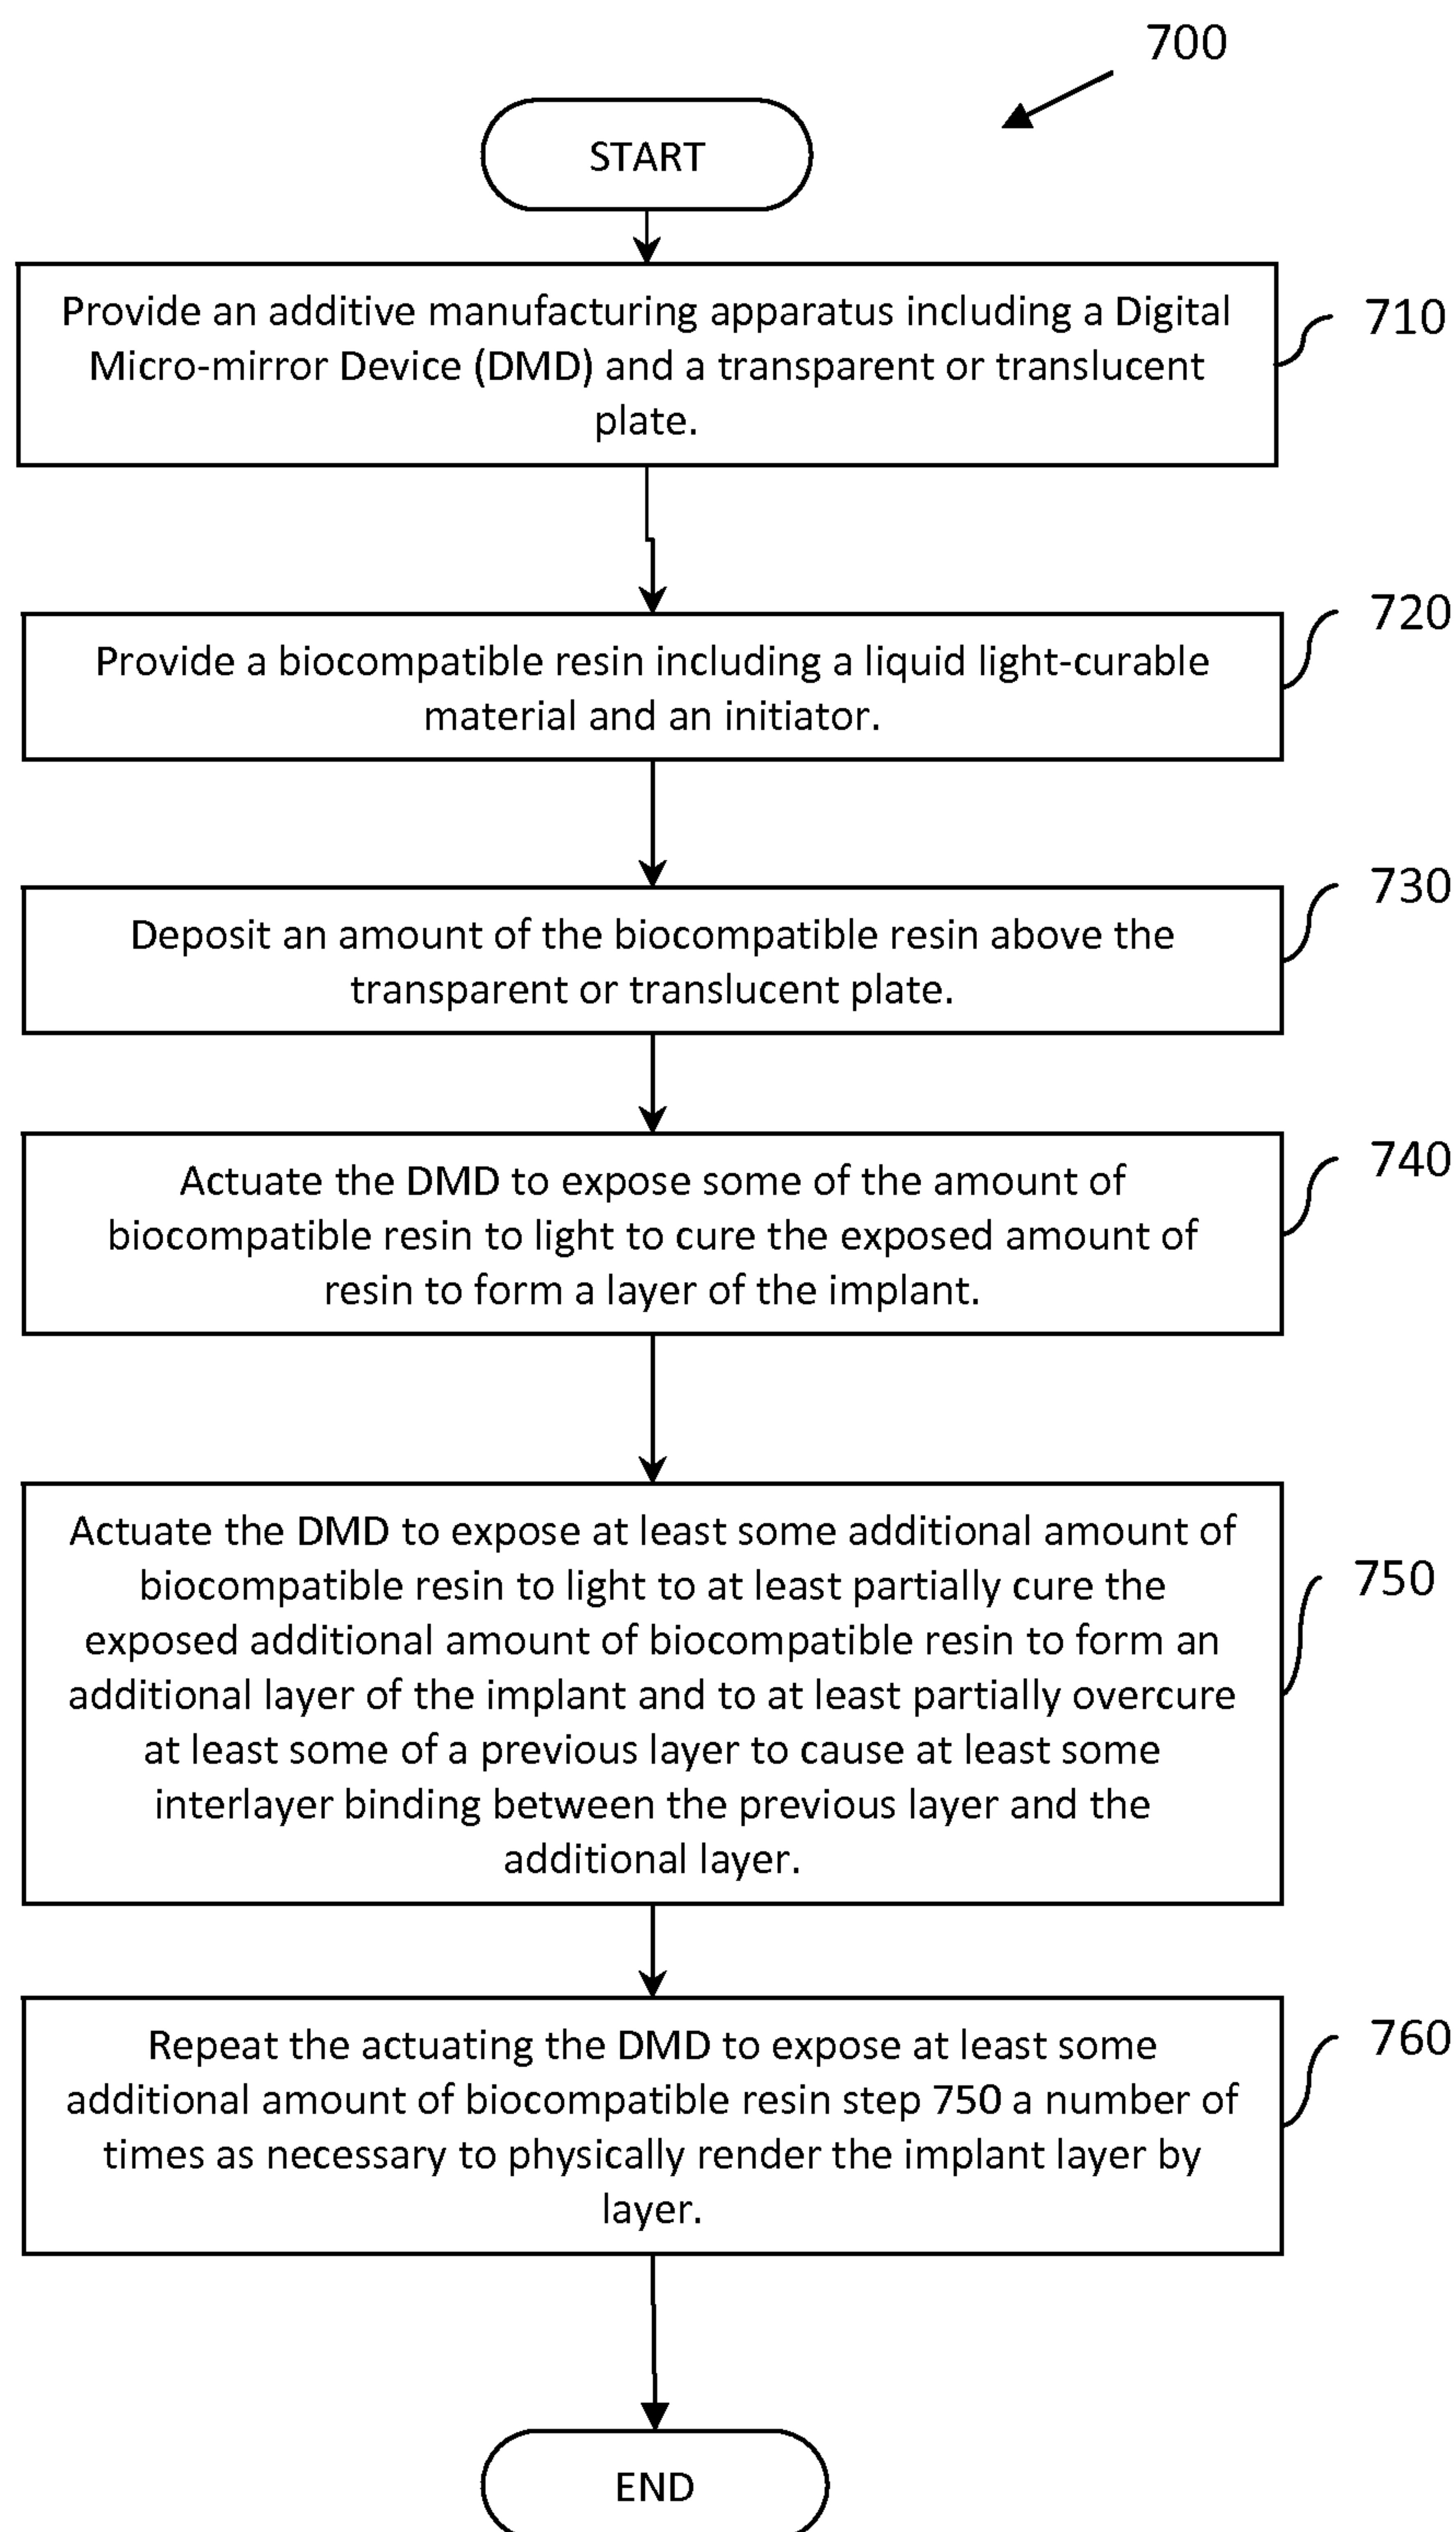 700
START
Provide an additive manufacturing apparatus including a Digital
Micro-mirror Device (DMD) and a transparent or translucent
plate.
710
Provide a biocompatible resin including a liquid light-curable
material and an initiator.
720
Deposit an amount of the biocompatible resin above the
transparent or translucent plate.
730
Actuate the DMD to expose some of the amount of
biocompatible resin to light to cure the exposed amount of
resin to form a layer of the implant.
740
Actuate the DMD to expose at least some additional amount of
biocompatible resin to light to at least partially cure the
exposed additional amount of biocompatible resin to form an
additional layer of the implant and to at least partially overcure
at least some of a previous layer to cause at least some
interlayer binding between the previous layer and the
additional layer.
750
Repeat the actuating the DMD to expose at least some
additional amount of biocompatible resin step 750 a number of
times as necessary to physically render the implant layer by
layer.
760
END